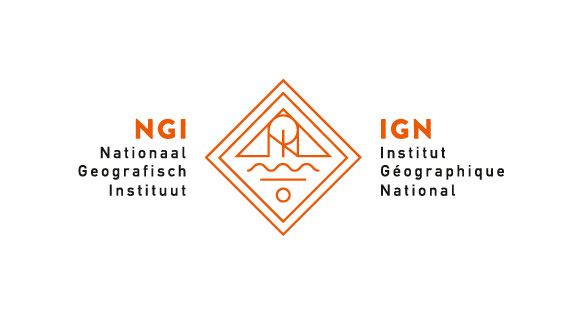 NGI
Nationaal
Geografisch
Instituut
IGN
Institut
Géographique
National